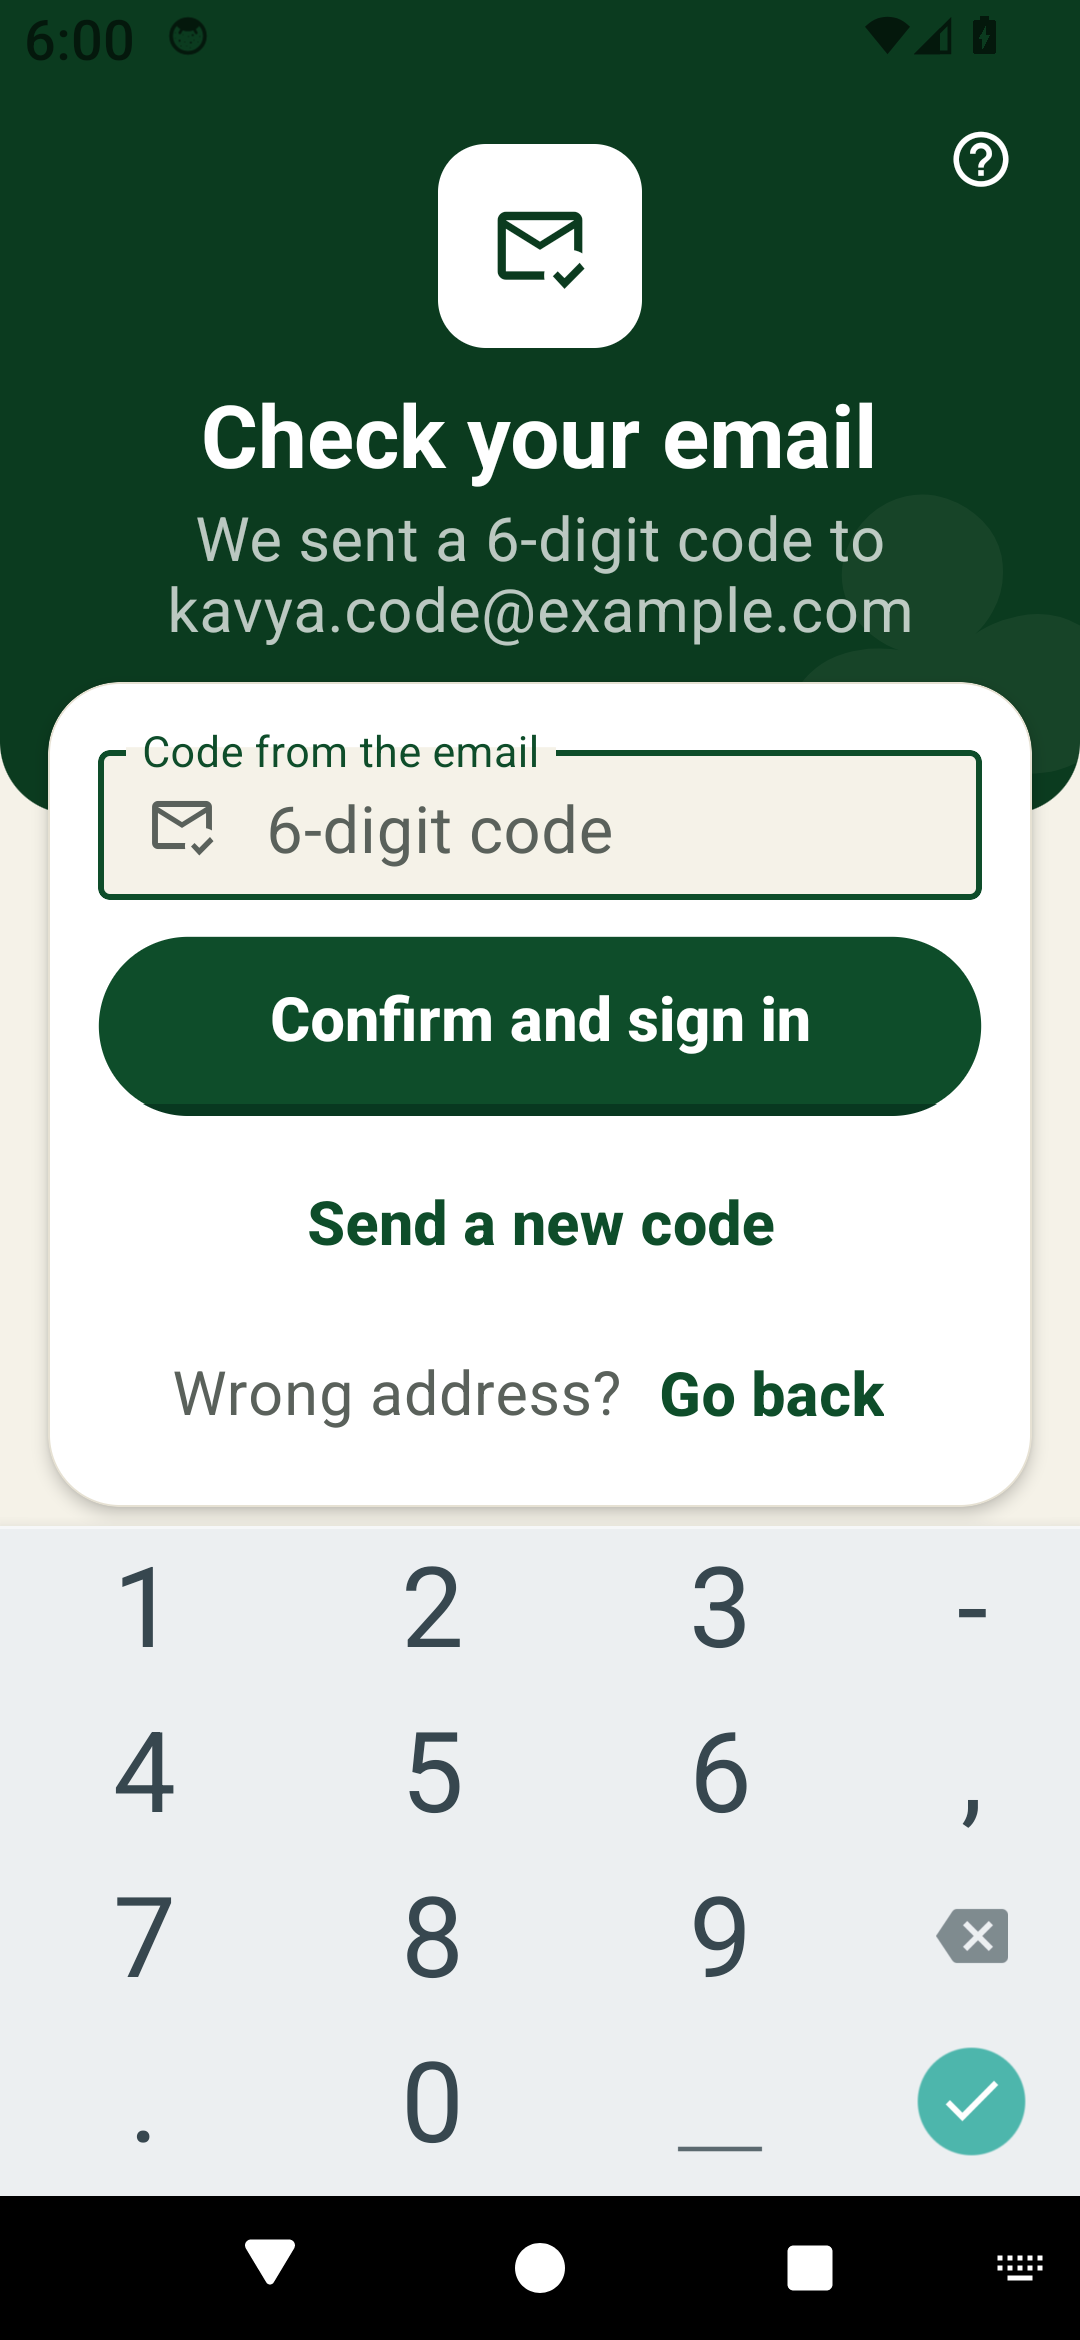 6:00
Check your email
We sent a 6-digit code to
kavya.code@example.com
Code from the email
6-digit code
Confirm and sign in
Send a new code
Wrong address? Go back
1 2 3 -
4 5 6 ,
7 8 9
. 0